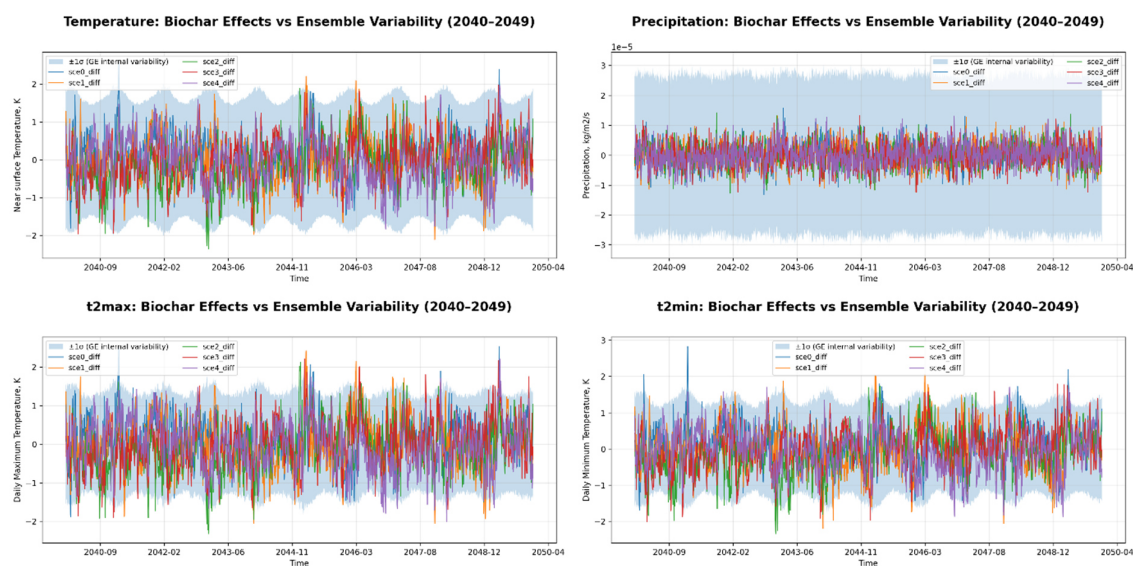 Temperature: Biochar Effects vs Ensemble Variability (2040–2049)
±1σ (GE internal variability)
sce0_diff
sce1_diff
sce2_diff
sce3_diff
sce4_diff
2
1
0
−1
−2
Near surface Temperature, K
2040-09
2042-02
2043-06
2044-11
2046-03
2047-08
2048-12
2050-04
Time
Precipitation: Biochar Effects vs Ensemble Variability (2040–2049)
1e−5
±1σ (GE internal variability)
sce0_diff
sce1_diff
sce2_diff
sce3_diff
sce4_diff
3
2
1
0
−1
−2
−3
Precipitation, kg/m2/s
2040-09
2042-02
2043-06
2044-11
2046-03
2047-08
2048-12
2050-04
Time
t2max: Biochar Effects vs Ensemble Variability (2040–2049)
±1σ (GE internal variability)
sce0_diff
sce1_diff
sce2_diff
sce3_diff
sce4_diff
2
1
0
−1
−2
Daily Maximum Temperature, K
2040-09
2042-02
2043-06
2044-11
2046-03
2047-08
2048-12
2050-04
Time
t2min: Biochar Effects vs Ensemble Variability (2040–2049)
±1σ (GE internal variability)
sce0_diff
sce1_diff
sce2_diff
sce3_diff
sce4_diff
3
2
1
0
−1
−2
Daily Minimum Temperature, K
2040-09
2042-02
2043-06
2044-11
2046-03
2047-08
2048-12
2050-04
Time